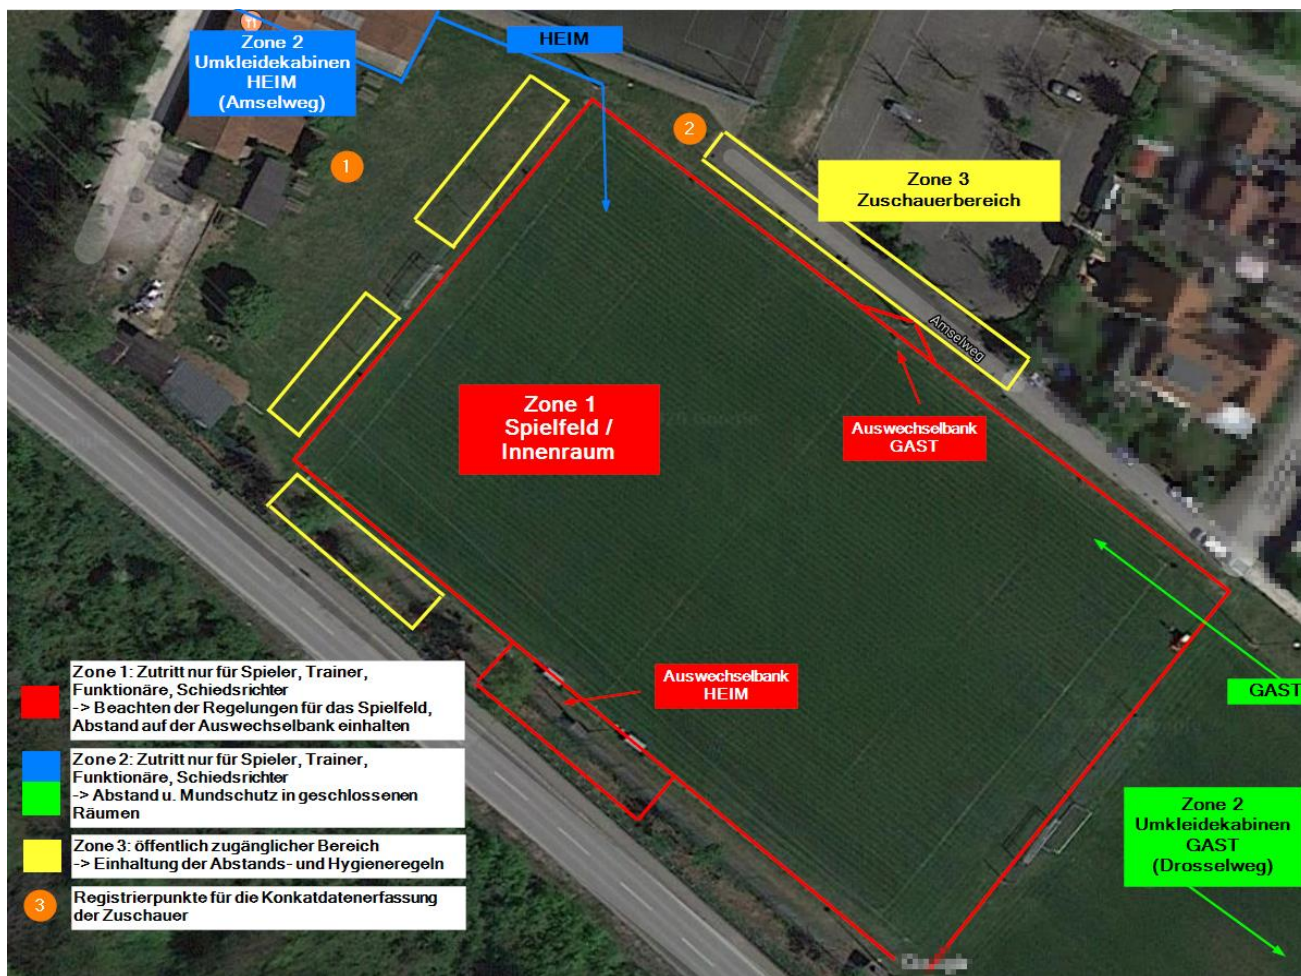 Zone 2
Umkleidekabinen
HEIM
(Amselweg)
HEIM
1
2
Zone 3
Zuschauerbereich
Amselweg
Zone 1
Spielfeld /
Innenraum
Auswechselbank
GAST
Auswechselbank
HEIM
GAST
Zone 2
Umkleidekabinen
GAST
(Drosselweg)
Zone 1: Zutritt nur für Spieler, Trainer,
Funktionäre, Schiedsrichter
-> Beachten der Regelungen für das Spielfeld,
Abstand auf der Auswechselbank einhalten
Zone 2: Zutritt nur für Spieler, Trainer,
Funktionäre, Schiedsrichter
-> Abstand u. Mundschutz in geschlossenen
Räumen
Zone 3: öffentlich zugänglicher Bereich
-> Einhaltung der Abstands- und Hygieneregeln
3
Registrierpunkte für die Konkatdatenerfassung
der Zuschauer